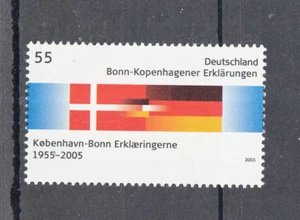 55
Deutschland
Bonn-Kopenhagener Erklärungen
København-Bonn Erklæringerne
1955-2005
2005